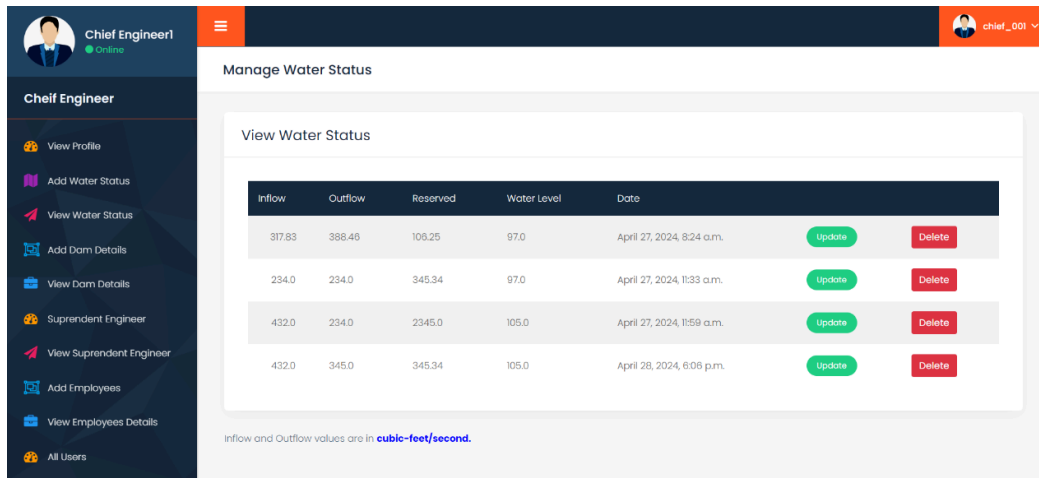 Chief Engineer1
Online
chief_001
Manage Water Status
Cheif Engineer
View Profile
Add Water Status
View Water Status
Add Dam Details
View Dam Details
Suprendent Engineer
View Suprendent Engineer
Add Employees
View Employees Details
All Users
View Water Status
Inflow Outflow Reserved Water Level Date
317.83 388.46 106.25 97.0 April 27, 2024, 8:24 a.m. Update Delete
234.0 234.0 345.34 97.0 April 27, 2024, 11:33 a.m. Update Delete
432.0 234.0 2345.0 105.0 April 27, 2024, 11:59 a.m. Update Delete
432.0 345.0 345.34 105.0 April 28, 2024, 6:06 p.m. Update Delete
Inflow and Outflow values are in cubic-feet/second.